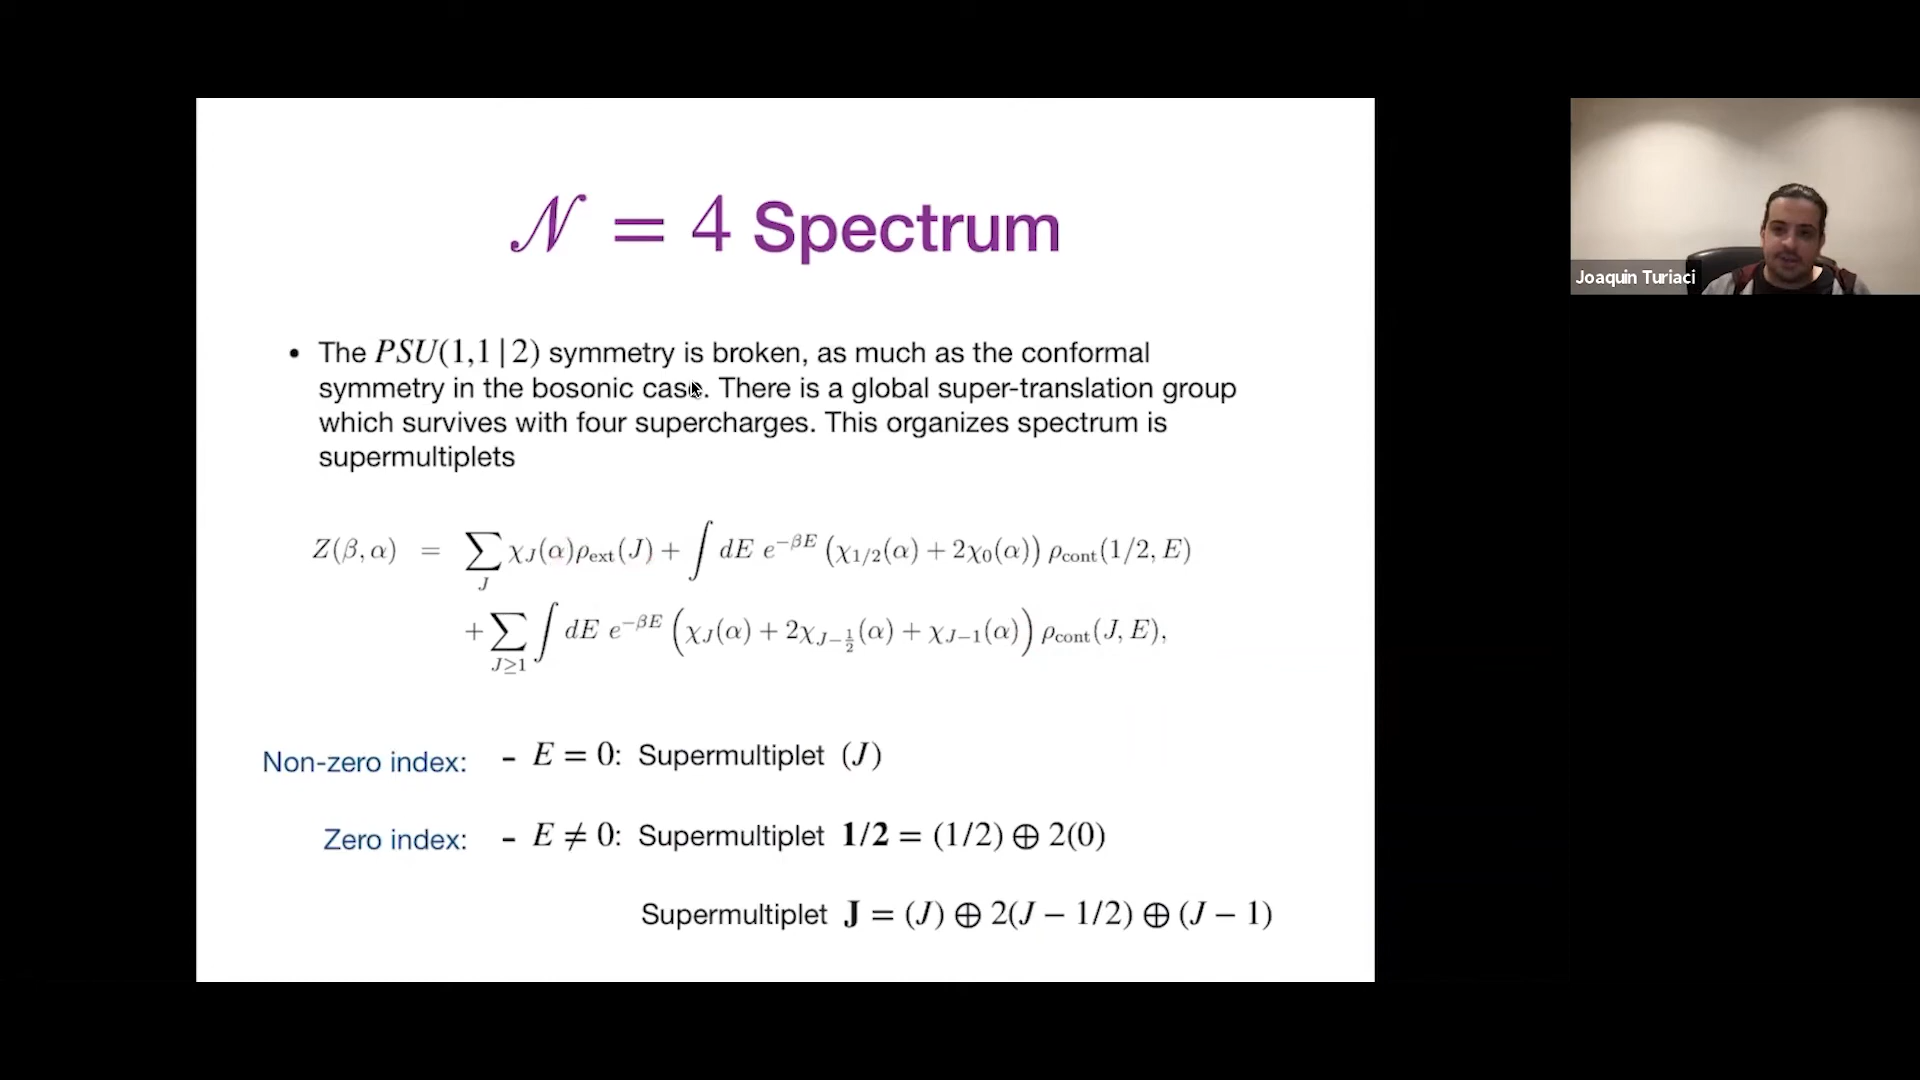 𝒩 = 4 Spectrum
Joaquin Turiaci
• The PSU(1,1|2) symmetry is broken, as much as the conformal
symmetry in the bosonic case. There is a global super-translation group
which survives with four supercharges. This organizes spectrum is
supermultiplets
Z(β, α) = ∑_J χ_J(α)ρ_ext(J) + ∫ dE e^{−βE} (χ_{1/2}(α) + 2χ_0(α)) ρ_cont(1/2, E)
+ ∑_{J≥1} ∫ dE e^{−βE} (χ_J(α) + 2χ_{J−1/2}(α) + χ_{J−1}(α)) ρ_cont(J, E),
Non-zero index: - E = 0: Supermultiplet (J)
Zero index: - E ≠ 0: Supermultiplet 1/2 = (1/2) ⊕ 2(0)
Supermultiplet J = (J) ⊕ 2(J − 1/2) ⊕ (J − 1)